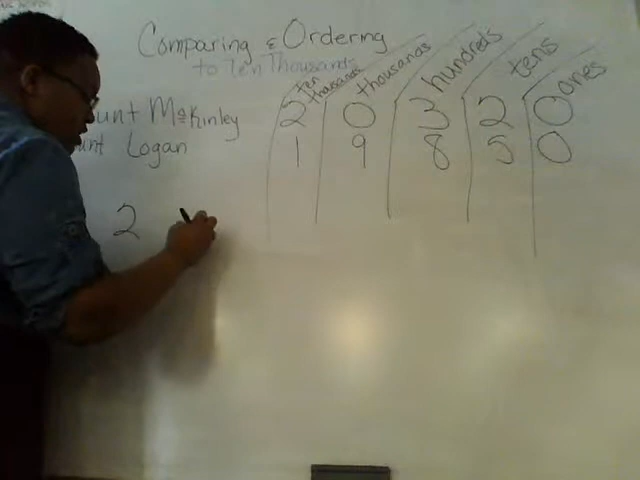 Comparing & Ordering
to Ten Thousands
ten thousands thousands hundreds tens ones
unt McKinley 2 0 3 2 0
unt Logan 1 9 8 5 0
2